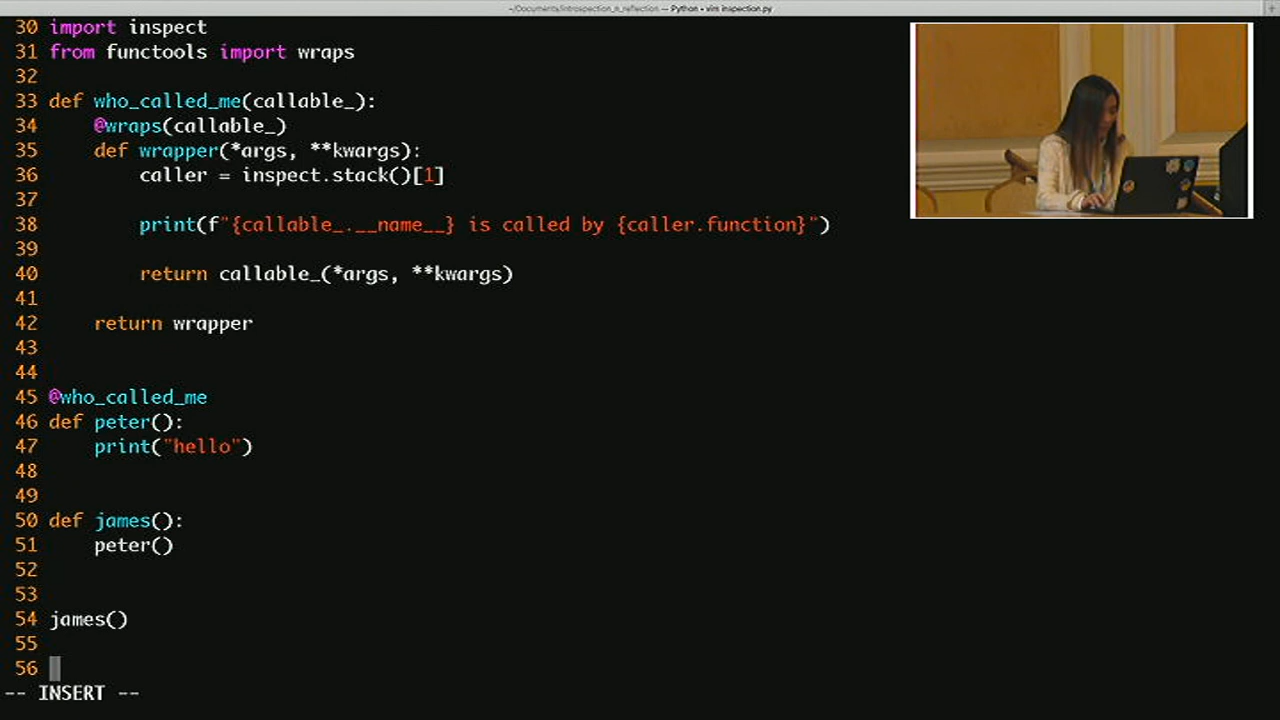 ~/Documents/introspection_n_reflection — Python • vim inspection.py
30 import inspect
31 from functools import wraps
32
33 def who_called_me(callable_):
34     @wraps(callable_)
35     def wrapper(*args, **kwargs):
36         caller = inspect.stack()[1]
37
38         print(f"{callable_.__name__} is called by {caller.function}")
39
40         return callable_(*args, **kwargs)
41
42     return wrapper
43
44
45 @who_called_me
46 def peter():
47     print("hello")
48
49
50 def james():
51     peter()
52
53
54 james()
55
56
-- INSERT --